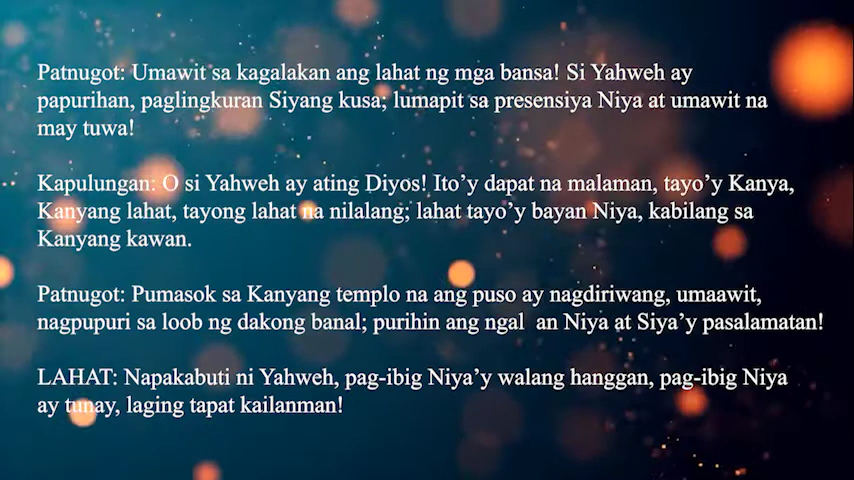 Patnugot: Umawit sa kagalakan ang lahat ng mga bansa! Si Yahweh ay
papurihan, paglingkuran Siyang kusa; lumapit sa presensiya Niya at umawit na
may tuwa!
Kapulungan: O si Yahweh ay ating Diyos! Ito’y dapat na malaman, tayo’y Kanya,
Kanyang lahat, tayong lahat na nilalang; lahat tayo’y bayan Niya, kabilang sa
Kanyang kawan.
Patnugot: Pumasok sa Kanyang templo na ang puso ay nagdiriwang, umaawit,
nagpupuri sa loob ng dakong banal; purihin ang ngal  an Niya at Siya’y pasalamatan!
LAHAT: Napakabuti ni Yahweh, pag-ibig Niya’y walang hanggan, pag-ibig Niya
ay tunay, laging tapat kailanman!